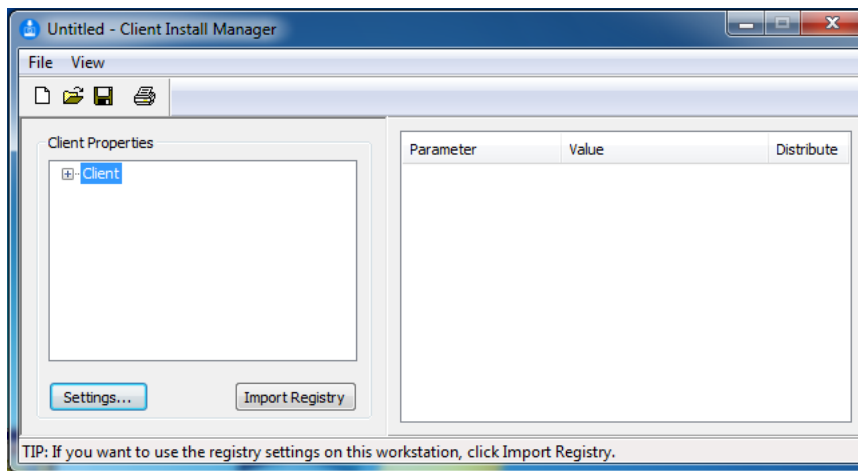 Untitled - Client Install Manager
File View
Client Properties
Client
Settings...
Import Registry
Parameter Value Distribute
TIP: If you want to use the registry settings on this workstation, click Import Registry.